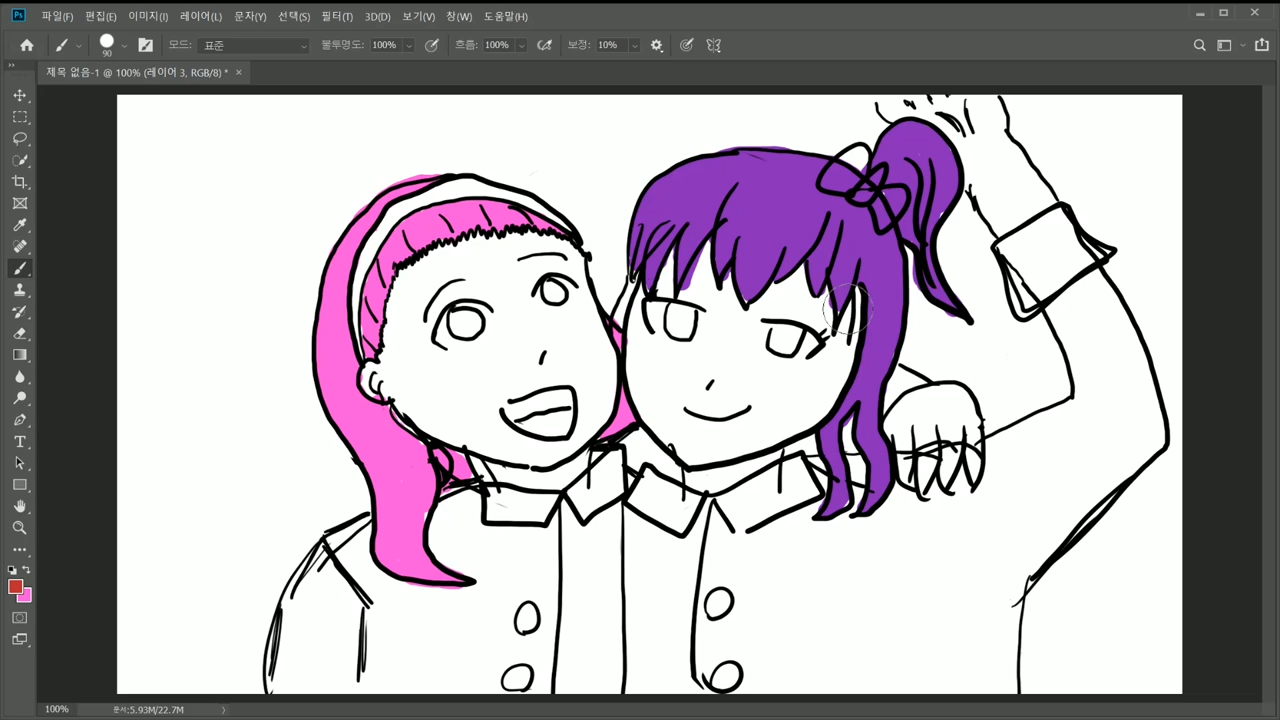 Ps 파일(F) 편집(E) 이미지(I) 레이어(L) 문자(Y) 선택(S) 필터(T) 3D(D) 보기(V) 창(W) 도움말(H)
90 모드: 표준 불투명도: 100% 흐름: 100% 보정: 10%
제목 없음-1 @ 100% (레이어 3, RGB/8) *
T
100% 문서:5.93M/22.7M